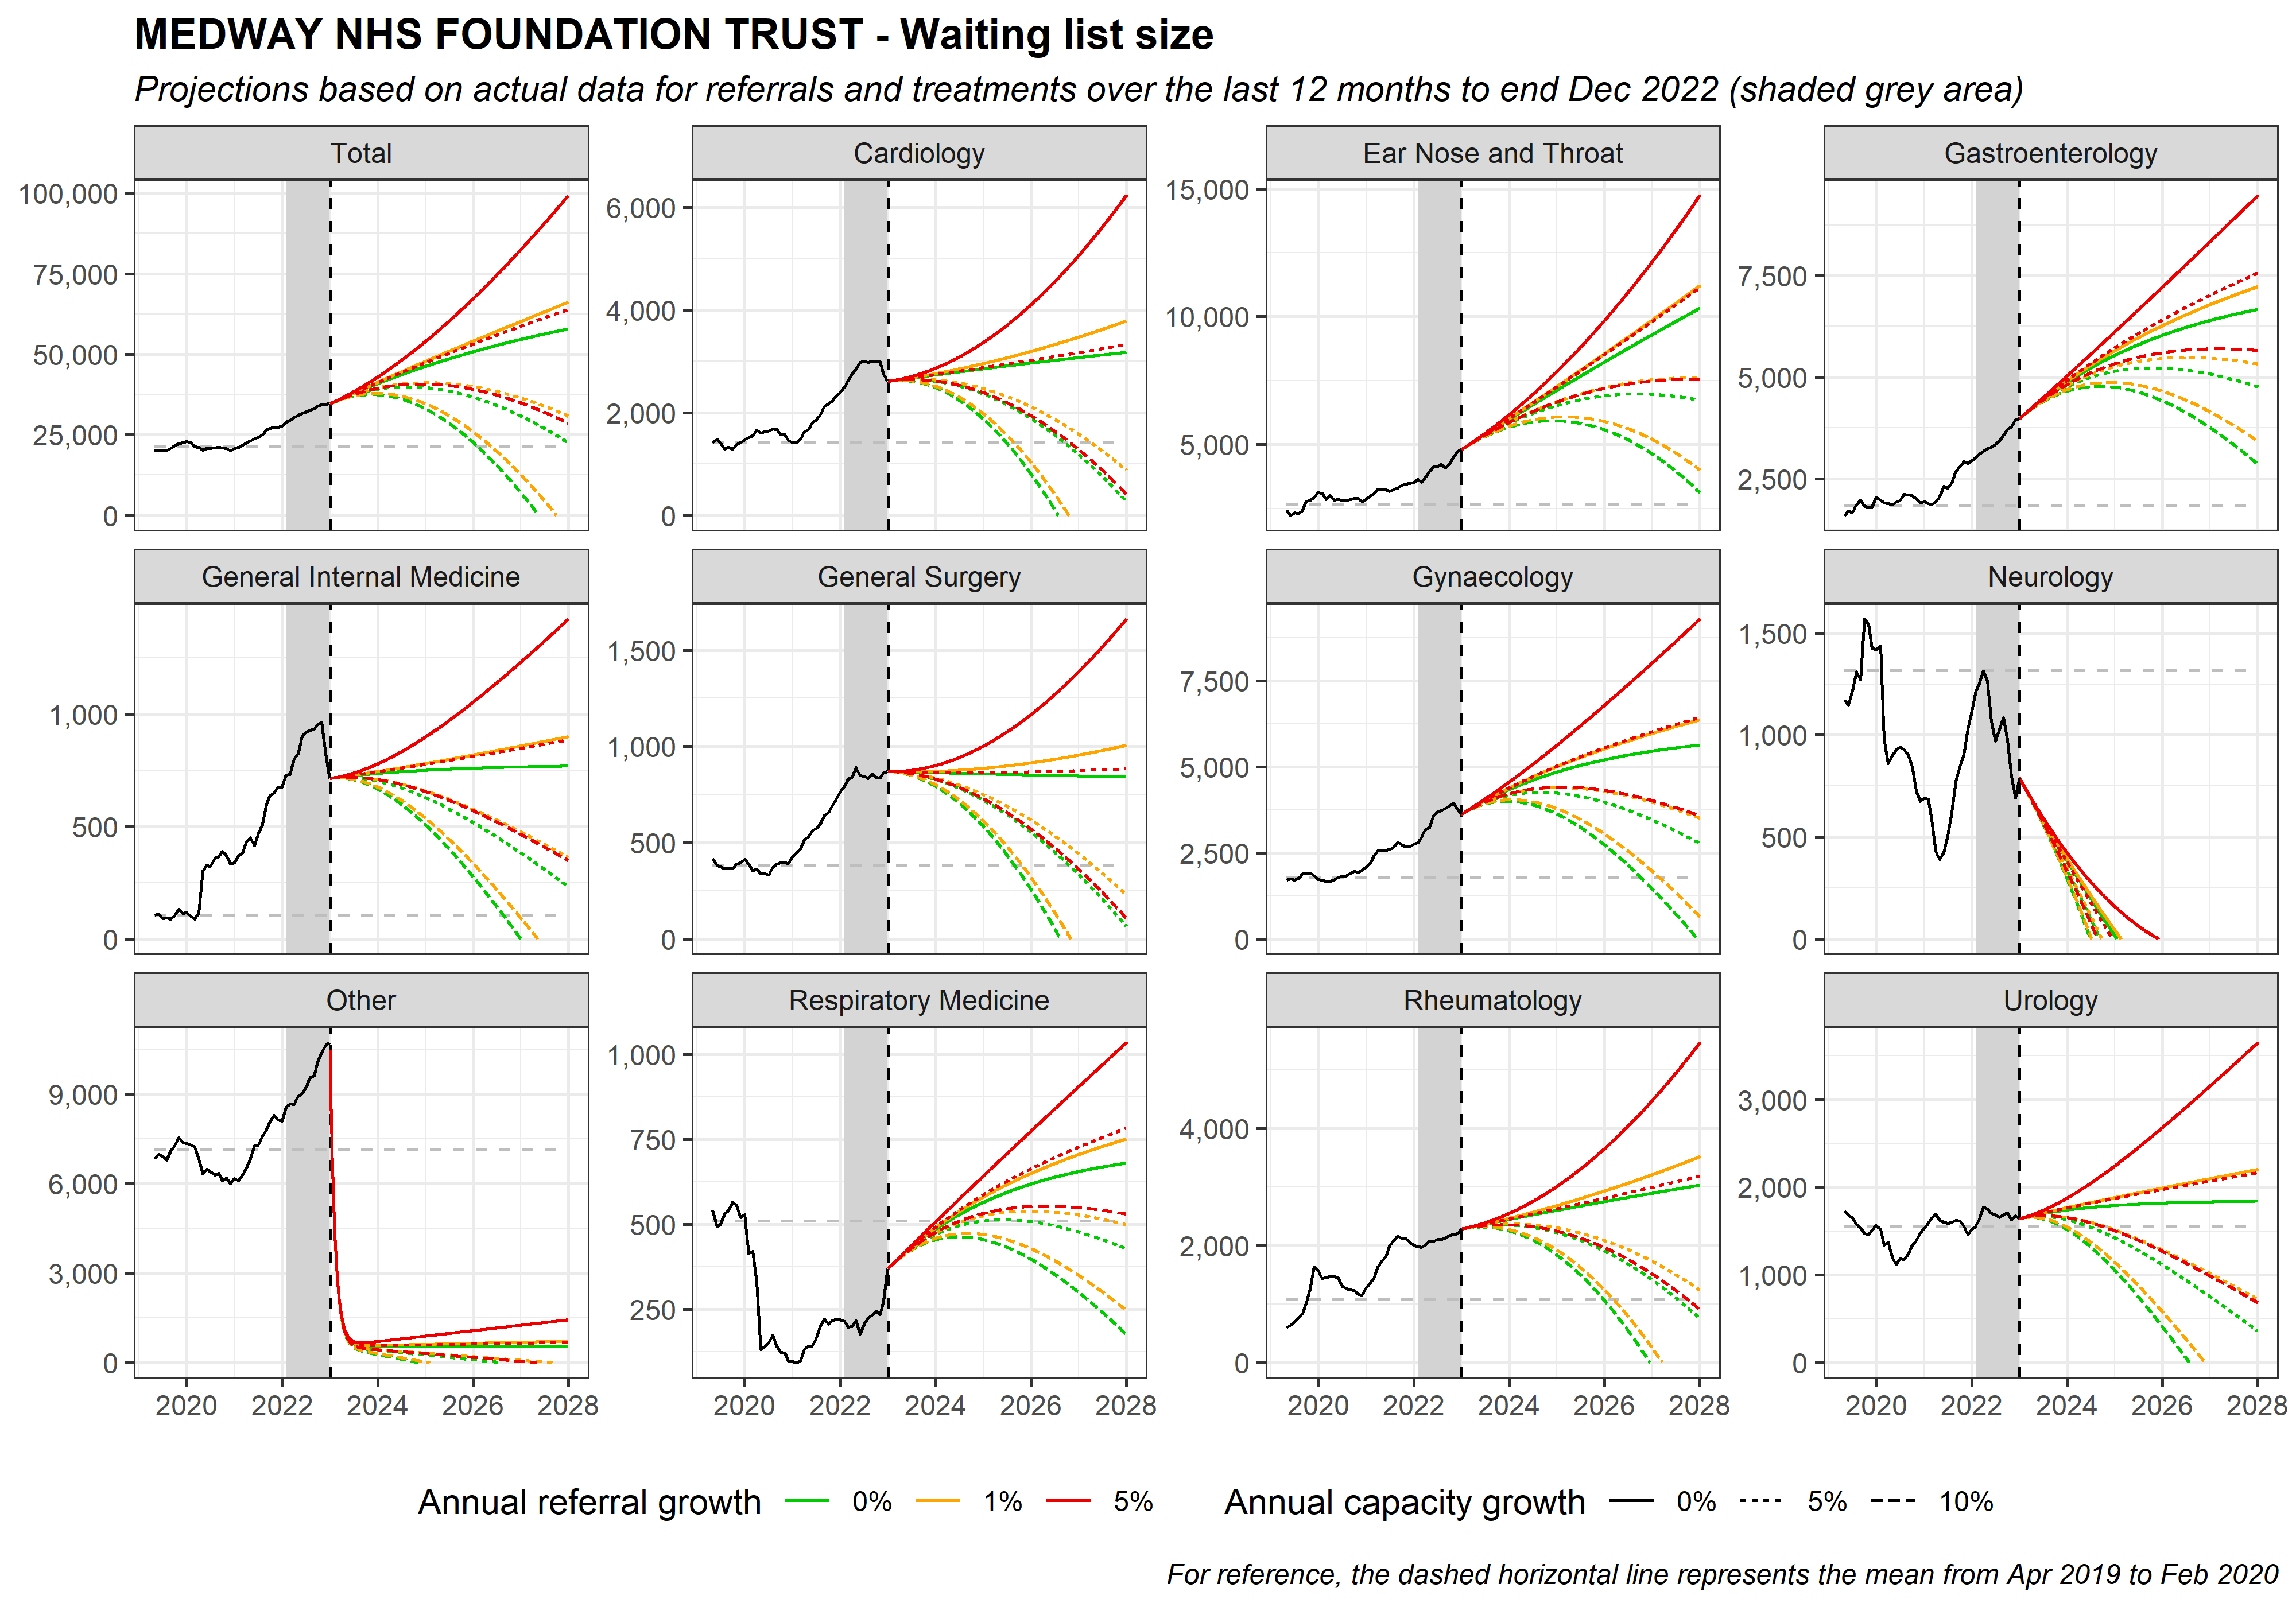 MEDWAY NHS FOUNDATION TRUST - Waiting list size
Projections based on actual data for referrals and treatments over the last 12 months to end Dec 2022 (shaded grey area)
Total
Cardiology
Ear Nose and Throat
Gastroenterology
100,000
75,000
50,000
25,000
0
6,000
4,000
2,000
0
15,000
10,000
5,000
7,500
5,000
2,500
General Internal Medicine
General Surgery
Gynaecology
Neurology
1,000
500
0
1,500
1,000
500
0
7,500
5,000
2,500
0
1,500
1,000
500
0
Other
Respiratory Medicine
Rheumatology
Urology
9,000
6,000
3,000
0
1,000
750
500
250
4,000
2,000
0
3,000
2,000
1,000
0
2020 2022 2024 2026 2028
2020 2022 2024 2026 2028
2020 2022 2024 2026 2028
2020 2022 2024 2026 2028
Annual referral growth 0% 1% 5%
Annual capacity growth 0% 5% 10%
For reference, the dashed horizontal line represents the mean from Apr 2019 to Feb 2020